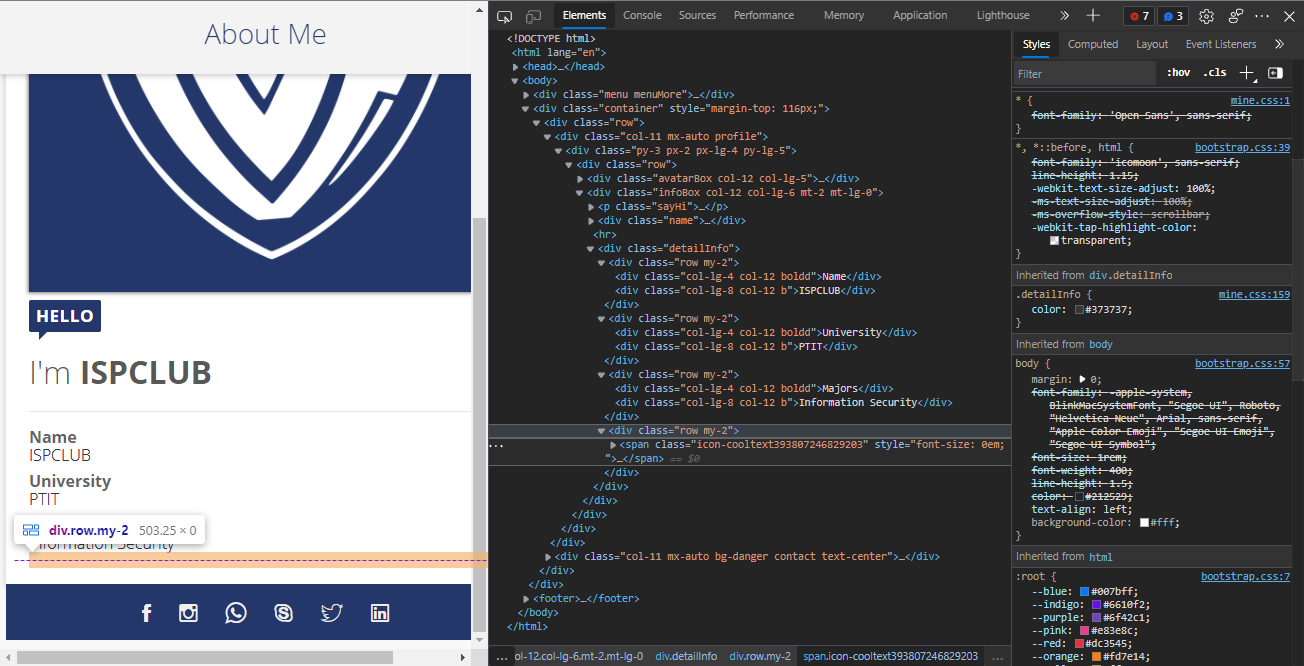 About Me
HELLO
I'm ISPCLUB
Name
ISPCLUB
University
PTIT
div.row.my-2 503.25 × 0
formation Security
Elements Console Sources Performance Memory Application Lighthouse 7 3
<!DOCTYPE html>
<html lang="en">
<head>…</head>
<body>
<div class="menu menuMore">…</div>
<div class="container" style="margin-top: 116px;">
<div class="row">
<div class="col-11 mx-auto profile">
<div class="py-3 px-2 px-lg-4 py-lg-5">
<div class="row">
<div class="avatarBox col-12 col-lg-5">…</div>
<div class="infoBox col-12 col-lg-6 mt-2 mt-lg-0">
<p class="sayHi">…</p>
<div class="name">…</div>
<hr>
<div class="detailInfo">
<div class="row my-2">
<div class="col-lg-4 col-12 boldd">Name</div>
<div class="col-lg-8 col-12 b">ISPCLUB</div>
</div>
<div class="row my-2">
<div class="col-lg-4 col-12 boldd">University</div>
<div class="col-lg-8 col-12 b">PTIT</div>
</div>
<div class="row my-2">
<div class="col-lg-4 col-12 boldd">Majors</div>
<div class="col-lg-8 col-12 b">Information Security</div>
</div>
<div class="row my-2">
<span class="icon-cooltext393807246829203" style="font-size: 0em;
">…</span> == $0
</div>
</div>
</div>
</div>
</div>
</div>
<div class="col-11 mx-auto bg-danger contact text-center">…</div>
</div>
</div>
<footer>…</footer>
</body>
</html>
… ol-12.col-lg-6.mt-2.mt-lg-0 div.detailInfo div.row.my-2 span.icon-cooltext393807246829203 …
Styles Computed Layout Event Listeners
Filter :hov .cls
* { mine.css:1
font-family: 'Open Sans', sans-serif;
}
*, *::before, html { bootstrap.css:39
font-family: 'icomoon', sans-serif;
line-height: 1.15;
-webkit-text-size-adjust: 100%;
-ms-text-size-adjust: 100%;
-ms-overflow-style: scrollbar;
-webkit-tap-highlight-color:
transparent;
}
Inherited from div.detailInfo
.detailInfo { mine.css:159
color: #373737;
}
Inherited from body
body { bootstrap.css:57
margin: 0;
font-family: -apple-system,
BlinkMacSystemFont, "Segoe UI", Roboto,
"Helvetica Neue", Arial, sans-serif,
"Apple Color Emoji", "Segoe UI Emoji",
"Segoe UI Symbol";
font-size: 1rem;
font-weight: 400;
line-height: 1.5;
color: #212529;
text-align: left;
background-color: #fff;
}
Inherited from html
:root { bootstrap.css:7
--blue: #007bff;
--indigo: #6610f2;
--purple: #6f42c1;
--pink: #e83e8c;
--red: #dc3545;
--orange: #fd7e14;